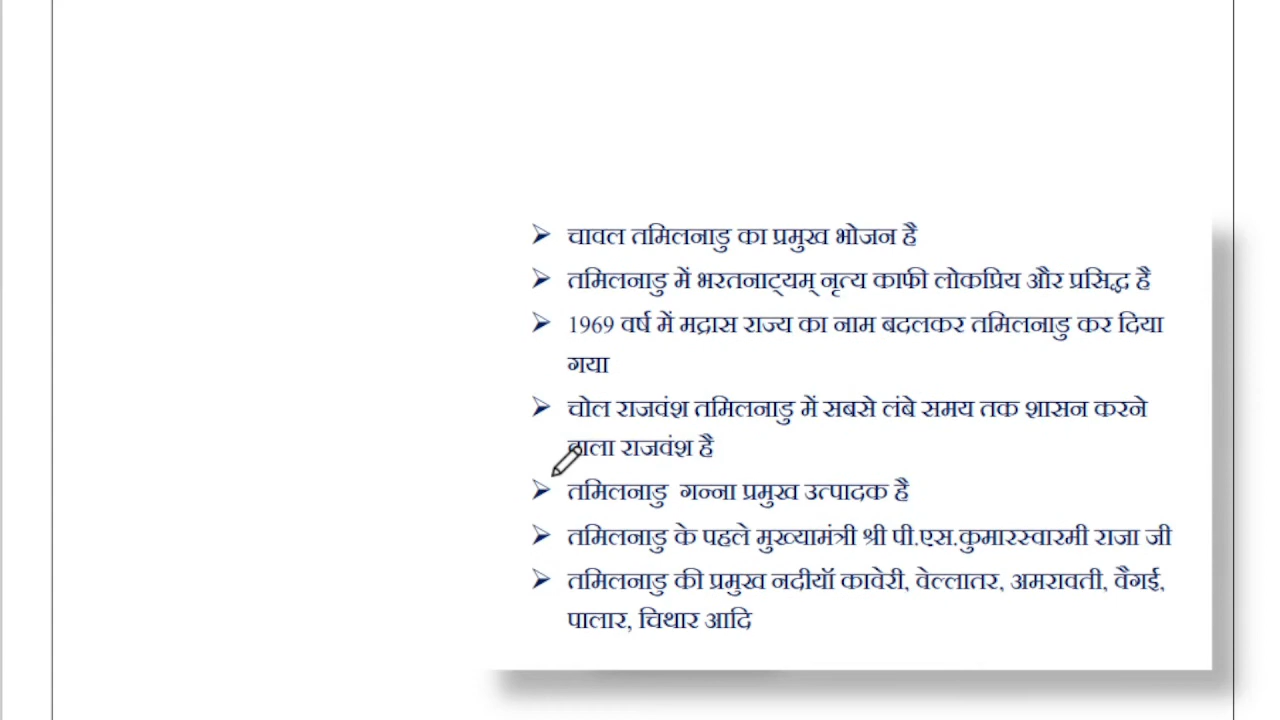 ➢ चावल तमिलनाडु का प्रमुख भोजन है
➢ तमिलनाडु में भरतनाट्यम् नृत्य काफी लोकप्रिय और प्रसिद्ध है
➢ 1969 वर्ष में मद्रास राज्य का नाम बदलकर तमिलनाडु कर दिया
गया
➢ चोल राजवंश तमिलनाडु में सबसे लंबे समय तक शासन करने
वाला राजवंश है
➢ तमिलनाडु गन्ना प्रमुख उत्पादक है
➢ तमिलनाडु के पहले मुख्यामंत्री श्री पी.एस.कुमारस्वारमी राजा जी
➢ तमिलनाडु की प्रमुख नदीयॉ कावेरी, वेल्लातर, अमरावती, वैगई,
पालार, चिथार आदि